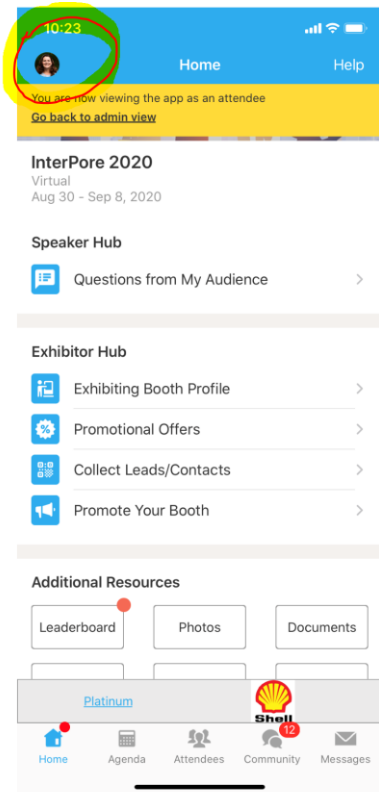 10:23
Home
Help
You are now viewing the app as an attendee
Go back to admin view
InterPore 2020
Virtual
Aug 30 - Sep 8, 2020
Speaker Hub
Questions from My Audience
Exhibitor Hub
Exhibiting Booth Profile
Promotional Offers
Collect Leads/Contacts
Promote Your Booth
Additional Resources
Leaderboard
Photos
Documents
Platinum
Shell
12
Home
Agenda
Attendees
Community
Messages